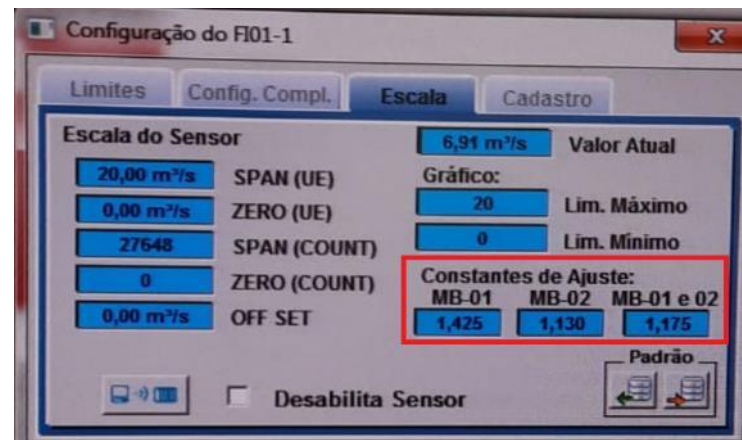 Configuração do FI01-1
X
Limites Config. Compl. Escala Cadastro
Escala do Sensor
20,00 m³/s SPAN (UE)
0,00 m³/s ZERO (UE)
27648 SPAN (COUNT)
0 ZERO (COUNT)
0,00 m³/s OFF SET
6,91 m³/s Valor Atual
Gráfico:
20 Lim. Máximo
0 Lim. Mínimo
Constantes de Ajuste:
MB-01 MB-02 MB-01 e 02
1,425 1,130 1,175
Padrão
Desabilita Sensor